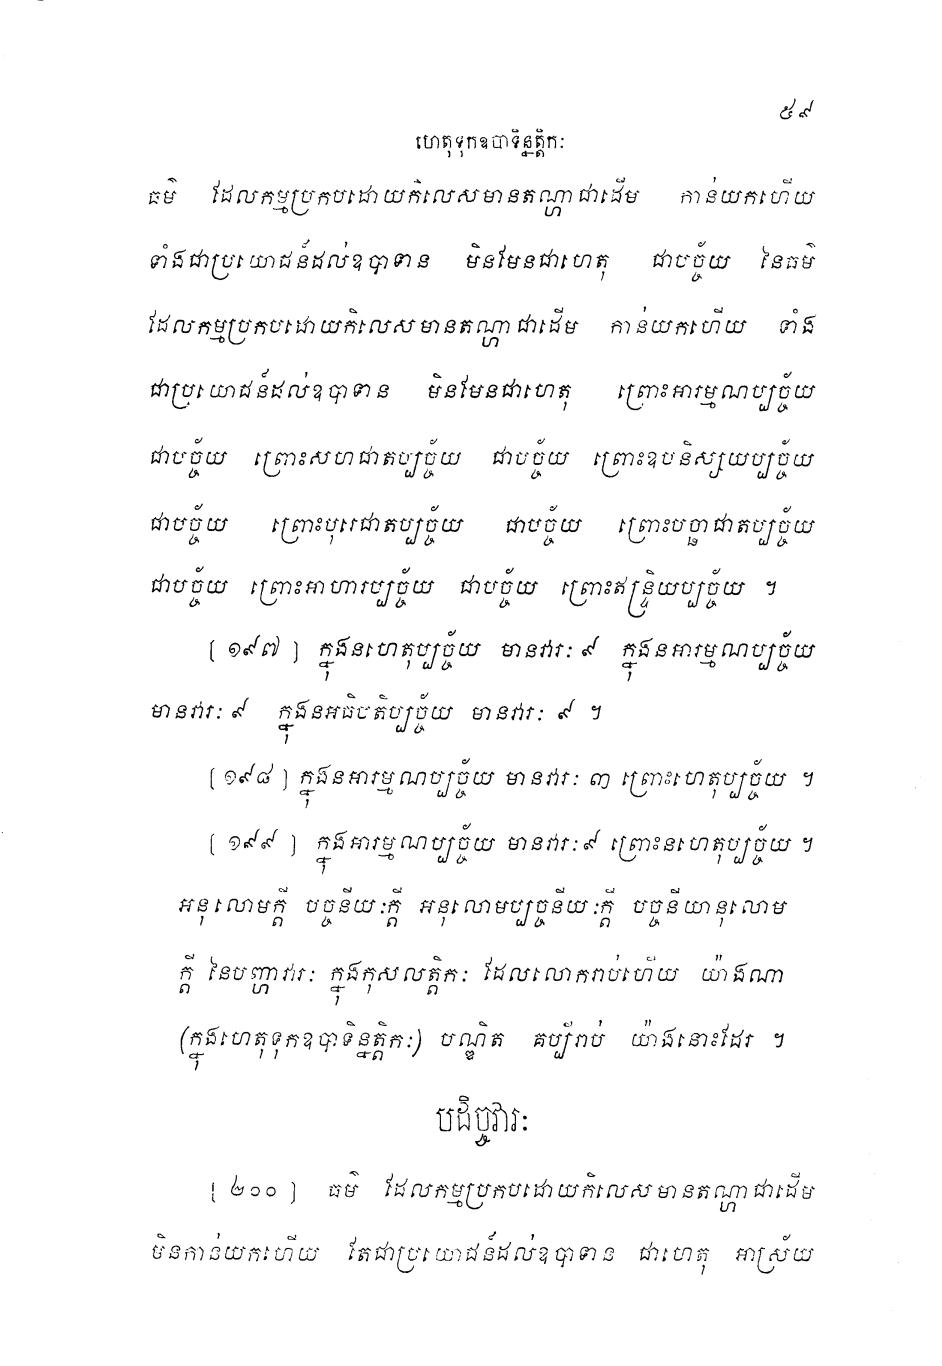 ៥៩
ហេតុទុកឧបាទិន្នត្តិកៈ
ធម៌ ដែលកម្មប្រកបដោយកិលេសមានតណ្ហាជាដើម កាន់យកហើយ
ទាំងជាប្រយោជន៍ដល់ឧបាទាន មិនមែនជាហេតុ ជាបច្ច័យ នៃធម៌
ដែលកម្មប្រកបដោយកិលេសមានតណ្ហាជាដើម កាន់យកហើយ ទាំង
ជាប្រយោជន៍ដល់ឧបាទាន មិនមែនជាហេតុ ព្រោះអារម្មណប្បច្ច័យ
ជាបច្ច័យ ព្រោះសហជាតប្បច្ច័យ ជាបច្ច័យ ព្រោះឧបនិស្សយប្បច្ច័យ
ជាបច្ច័យ ព្រោះបុរេជាតប្បច្ច័យ ជាបច្ច័យ ព្រោះបច្ឆាជាតប្បច្ច័យ
ជាបច្ច័យ ព្រោះអាហារប្បច្ច័យ ជាបច្ច័យ ព្រោះឥន្ទ្រិយប្បច្ច័យ ។
[ ១៩៧ ] ក្នុងនហេតុប្បច្ច័យ មានវារៈ ៩ ក្នុងនអារម្មណប្បច្ច័យ
មានវារៈ ៩ ក្នុងនអធិបតិប្បច្ច័យ មានវារៈ ៩ ។
[ ១៩៨ ] ក្នុងនអារម្មណប្បច្ច័យ មានវារៈ ៣ ព្រោះហេតុប្បច្ច័យ ។
[ ១៩៩ ] ក្នុងអារម្មណប្បច្ច័យ មានវារៈ ៩ ព្រោះនហេតុប្បច្ច័យ ។
អនុលោមក្តី បច្ចនីយៈក្តី អនុលោមប្បច្ចនីយៈក្តី បច្ចនីយានុលោម
ក្តី នៃបញ្ហាវារៈ ក្នុងកុសលត្តិកៈ ដែលលោករាប់ហើយ យ៉ាងណា
(ក្នុងហេតុទុកឧបាទិន្នត្តិកៈ) បណ្ឌិត គប្បីរាប់ យ៉ាងនោះដែរ ។
បដិច្ចវារៈ
[ ២០០ ] ធម៌ ដែលកម្មប្រកបដោយកិលេសមានតណ្ហាជាដើម
មិនកាន់យកហើយ តែជាប្រយោជន៍ដល់ឧបាទាន ជាហេតុ អាស្រ័យ